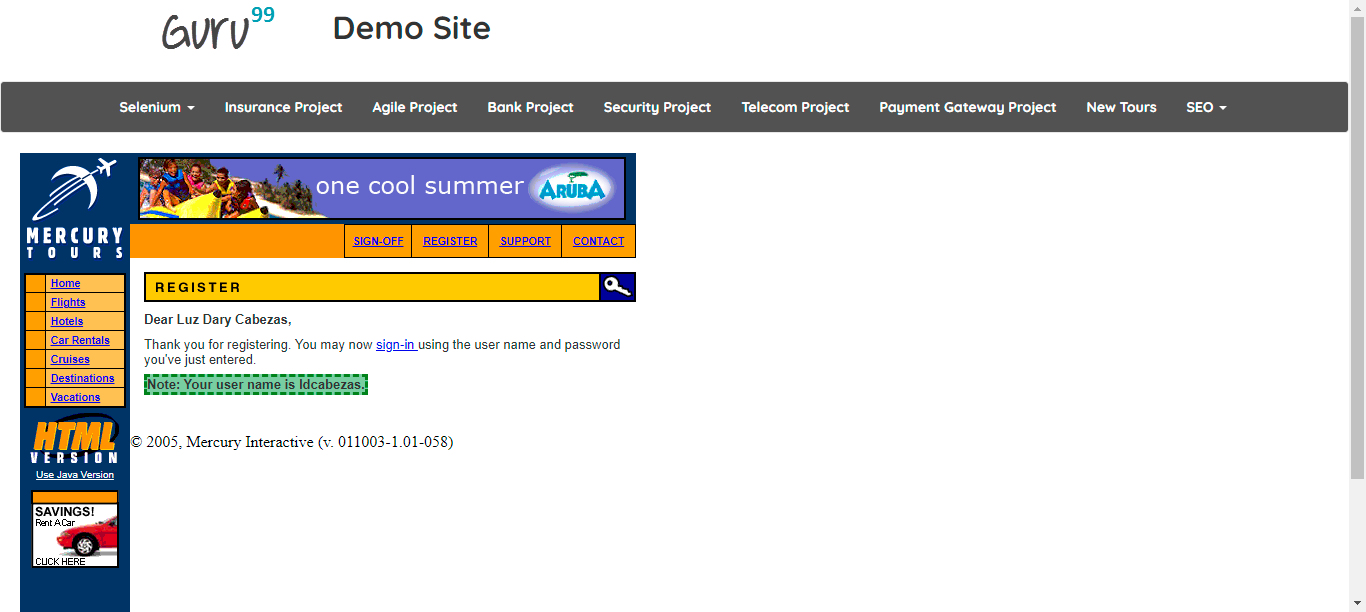 Guru99
Demo Site
Selenium Insurance Project Agile Project Bank Project Security Project Telecom Project Payment Gateway Project New Tours SEO
one cool summer ARUBA
MERCURY
TOURS
SIGN-OFF REGISTER SUPPORT CONTACT
Home
Flights
Hotels
Car Rentals
Cruises
Destinations
Vacations
HTML
VERSION
Use Java Version
SAVINGS!
Rent A Car
CLICK HERE
REGISTER
Dear Luz Dary Cabezas,
Thank you for registering. You may now sign-in using the user name and password
you've just entered.
Note: Your user name is ldcabezas.
© 2005, Mercury Interactive (v. 011003-1.01-058)